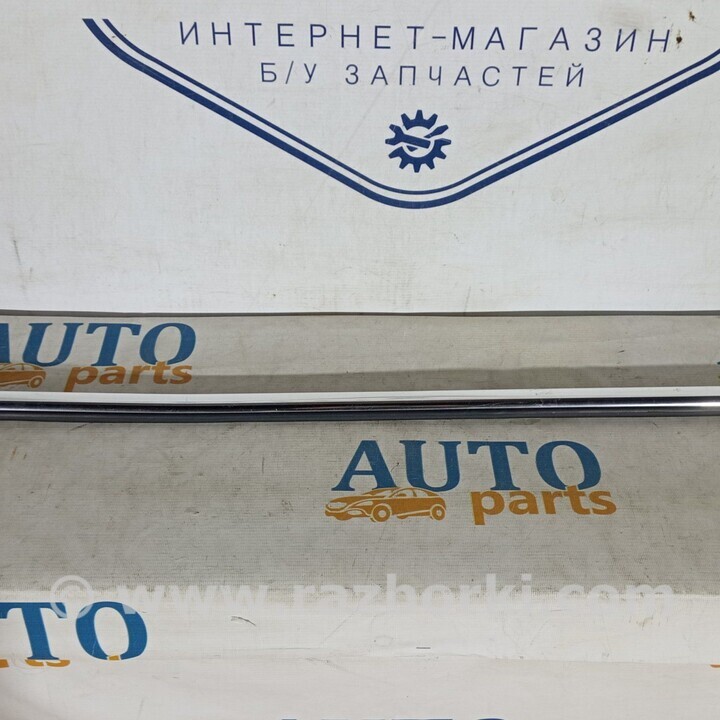 ИНТЕРНЕТ-МАГАЗИН
Б/У ЗАПЧАСТЕЙ
AUTO
parts
AUTO
parts
© www.razborki.com
TO